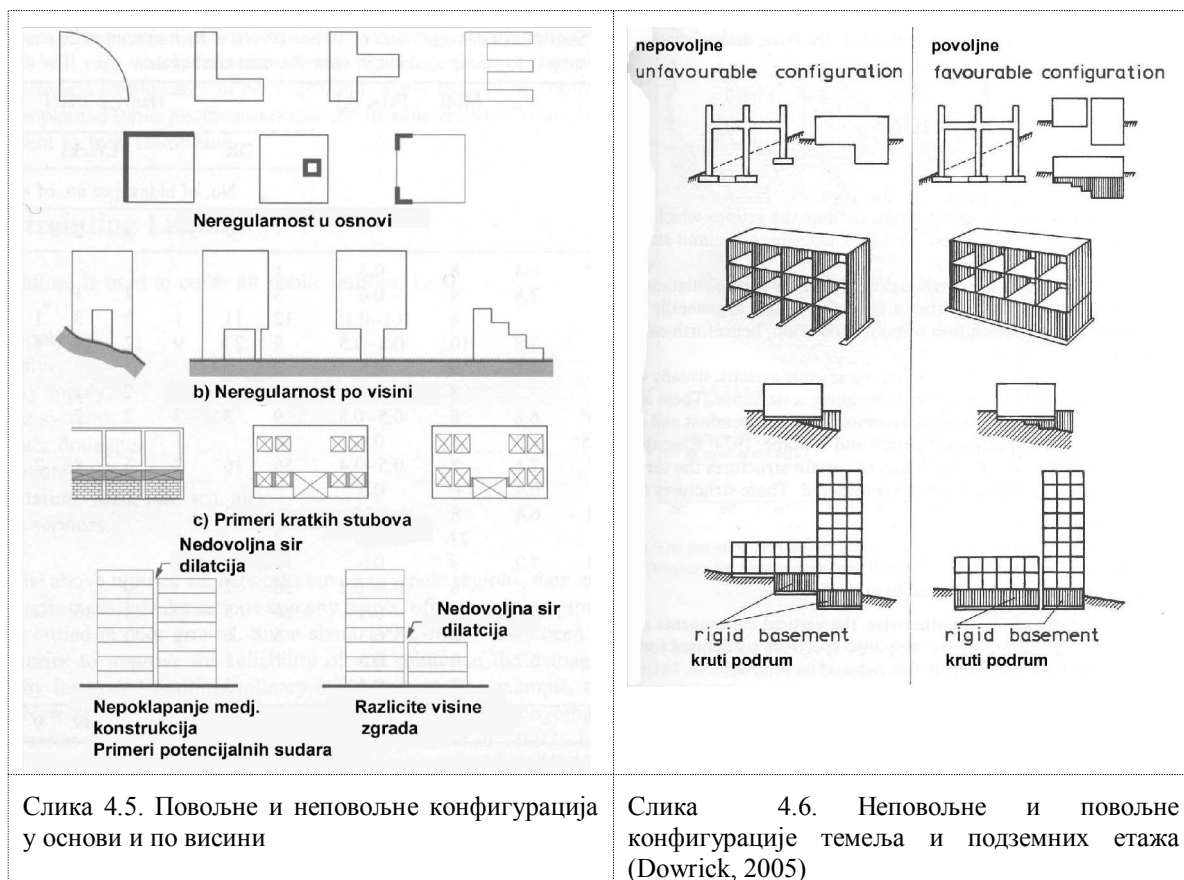 Neregularnost u osnovi
b) Neregularnost po visini
c) Primeri kratkih stubova
Nedovoljna sir
dilatcija
Nedovoljna sir
dilatcija
Nepoklapanje medj.
konstrukcija
Primeri potencijalnih sudara
Razlicite visine
zgrada
nepovoljne
unfavourable configuration
povoljne
favourable configuration
rigid basement
kruti podrum
rigid basement
kruti podrum
Слика 4.5. Повољне и неповољне конфигурација
у основи и по висини
Слика 4.6. Неповољне и повољне
конфигурације темеља и подземних етажа
(Dowrick, 2005)